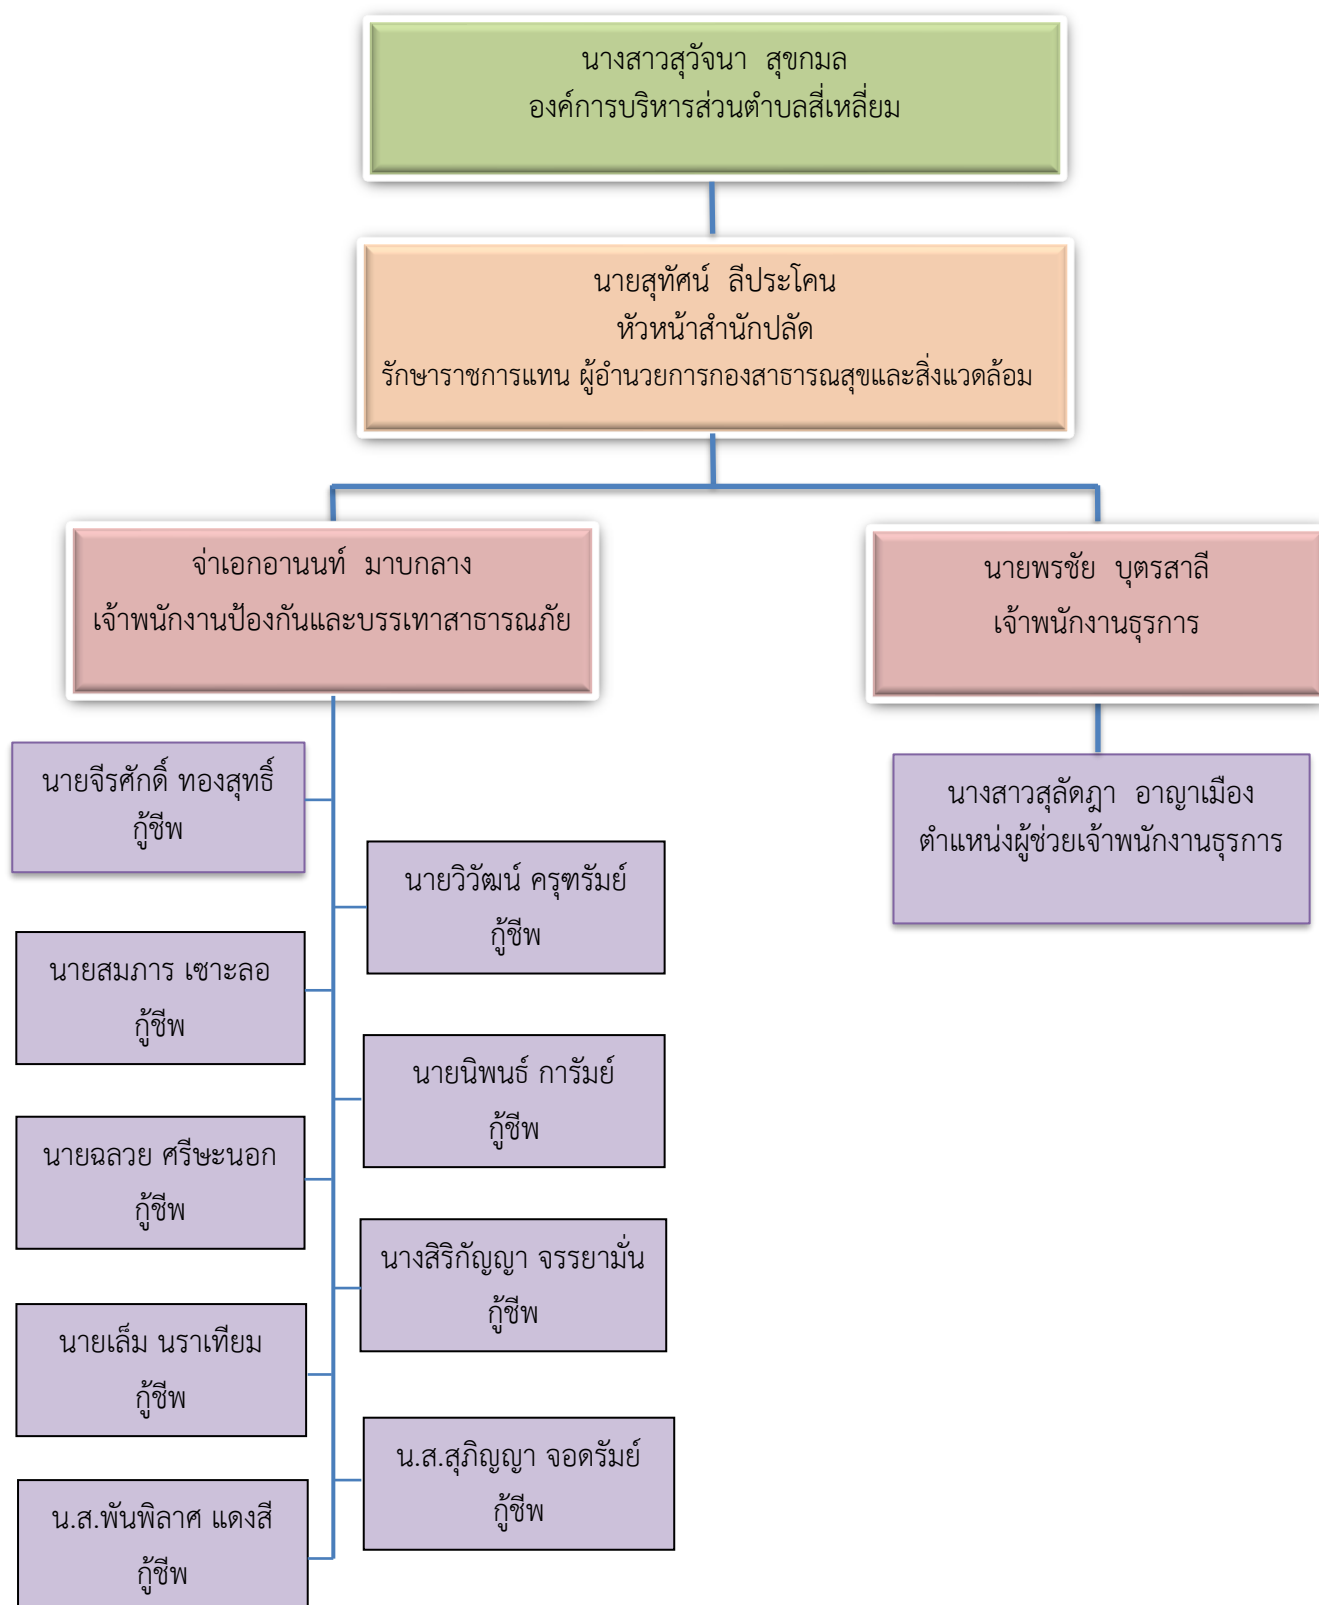 นางสาวสุวัจนา สุขกมล
องค์การบริหารส่วนตำบลสี่เหลี่ยม
นายสุทัศน์ ลีประโคน
หัวหน้าสำนักปลัด
รักษาราชการแทน ผู้อำนวยการกองสาธารณสุขและสิ่งแวดล้อม
จ่าเอกอานนท์ มาบกลาง
เจ้าพนักงานป้องกันและบรรเทาสาธารณภัย
นายพรชัย บุตรสาลี
เจ้าพนักงานธุรการ
นายจีรศักดิ์ ทองสุทธิ์
กู้ชีพ
นางสาวสุลัดฎา อาญาเมือง
ตำแหน่งผู้ช่วยเจ้าพนักงานธุรการ
นายวิวัฒน์ ครุฑรัมย์
กู้ชีพ
นายสมภาร เซาะลอ
กู้ชีพ
นายนิพนธ์ การัมย์
กู้ชีพ
นายฉลวย ศรีษะนอก
กู้ชีพ
นางสิริกัญญา จรรยามั่น
กู้ชีพ
นายเล็ม นราเทียม
กู้ชีพ
น.ส.สุภิญญา จอดรัมย์
กู้ชีพ
น.ส.พันพิลาศ แดงสี
กู้ชีพ